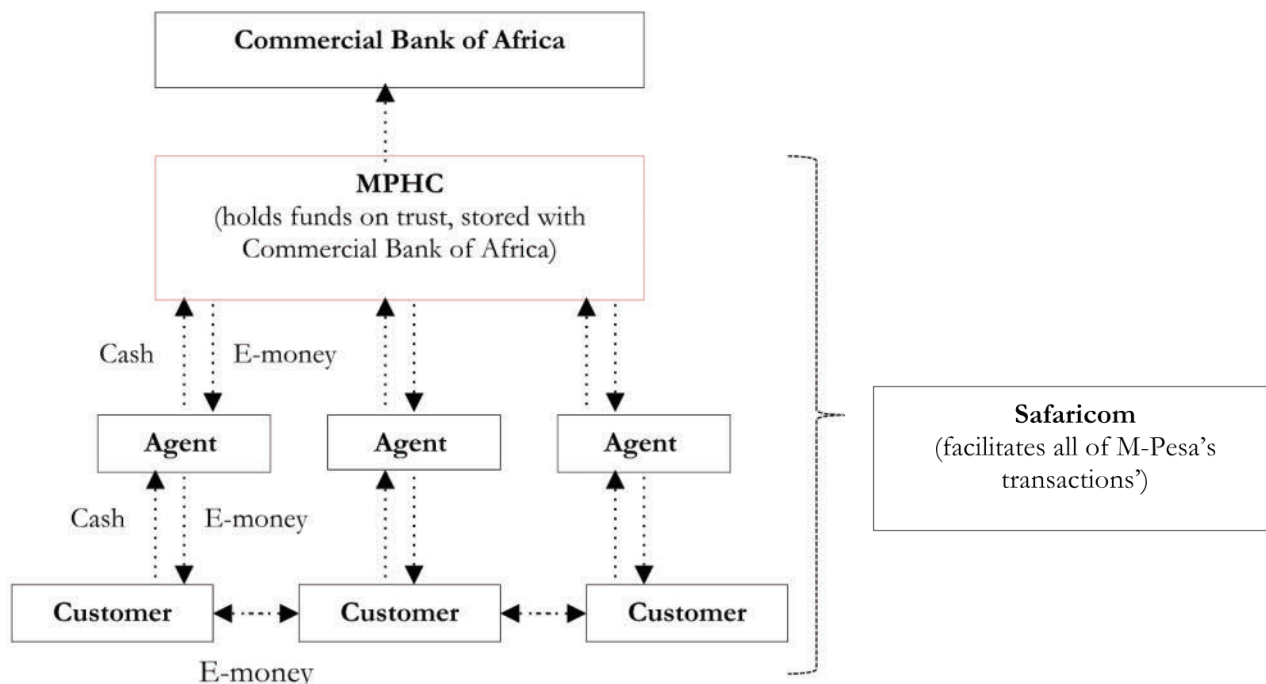 Commercial Bank of Africa
MPHC
(holds funds on trust, stored with
Commercial Bank of Africa)
Cash
E-money
Agent
Agent
Agent
Safaricom
(facilitates all of M-Pesa’s
transactions’)
Cash
E-money
Customer
Customer
Customer
E-money